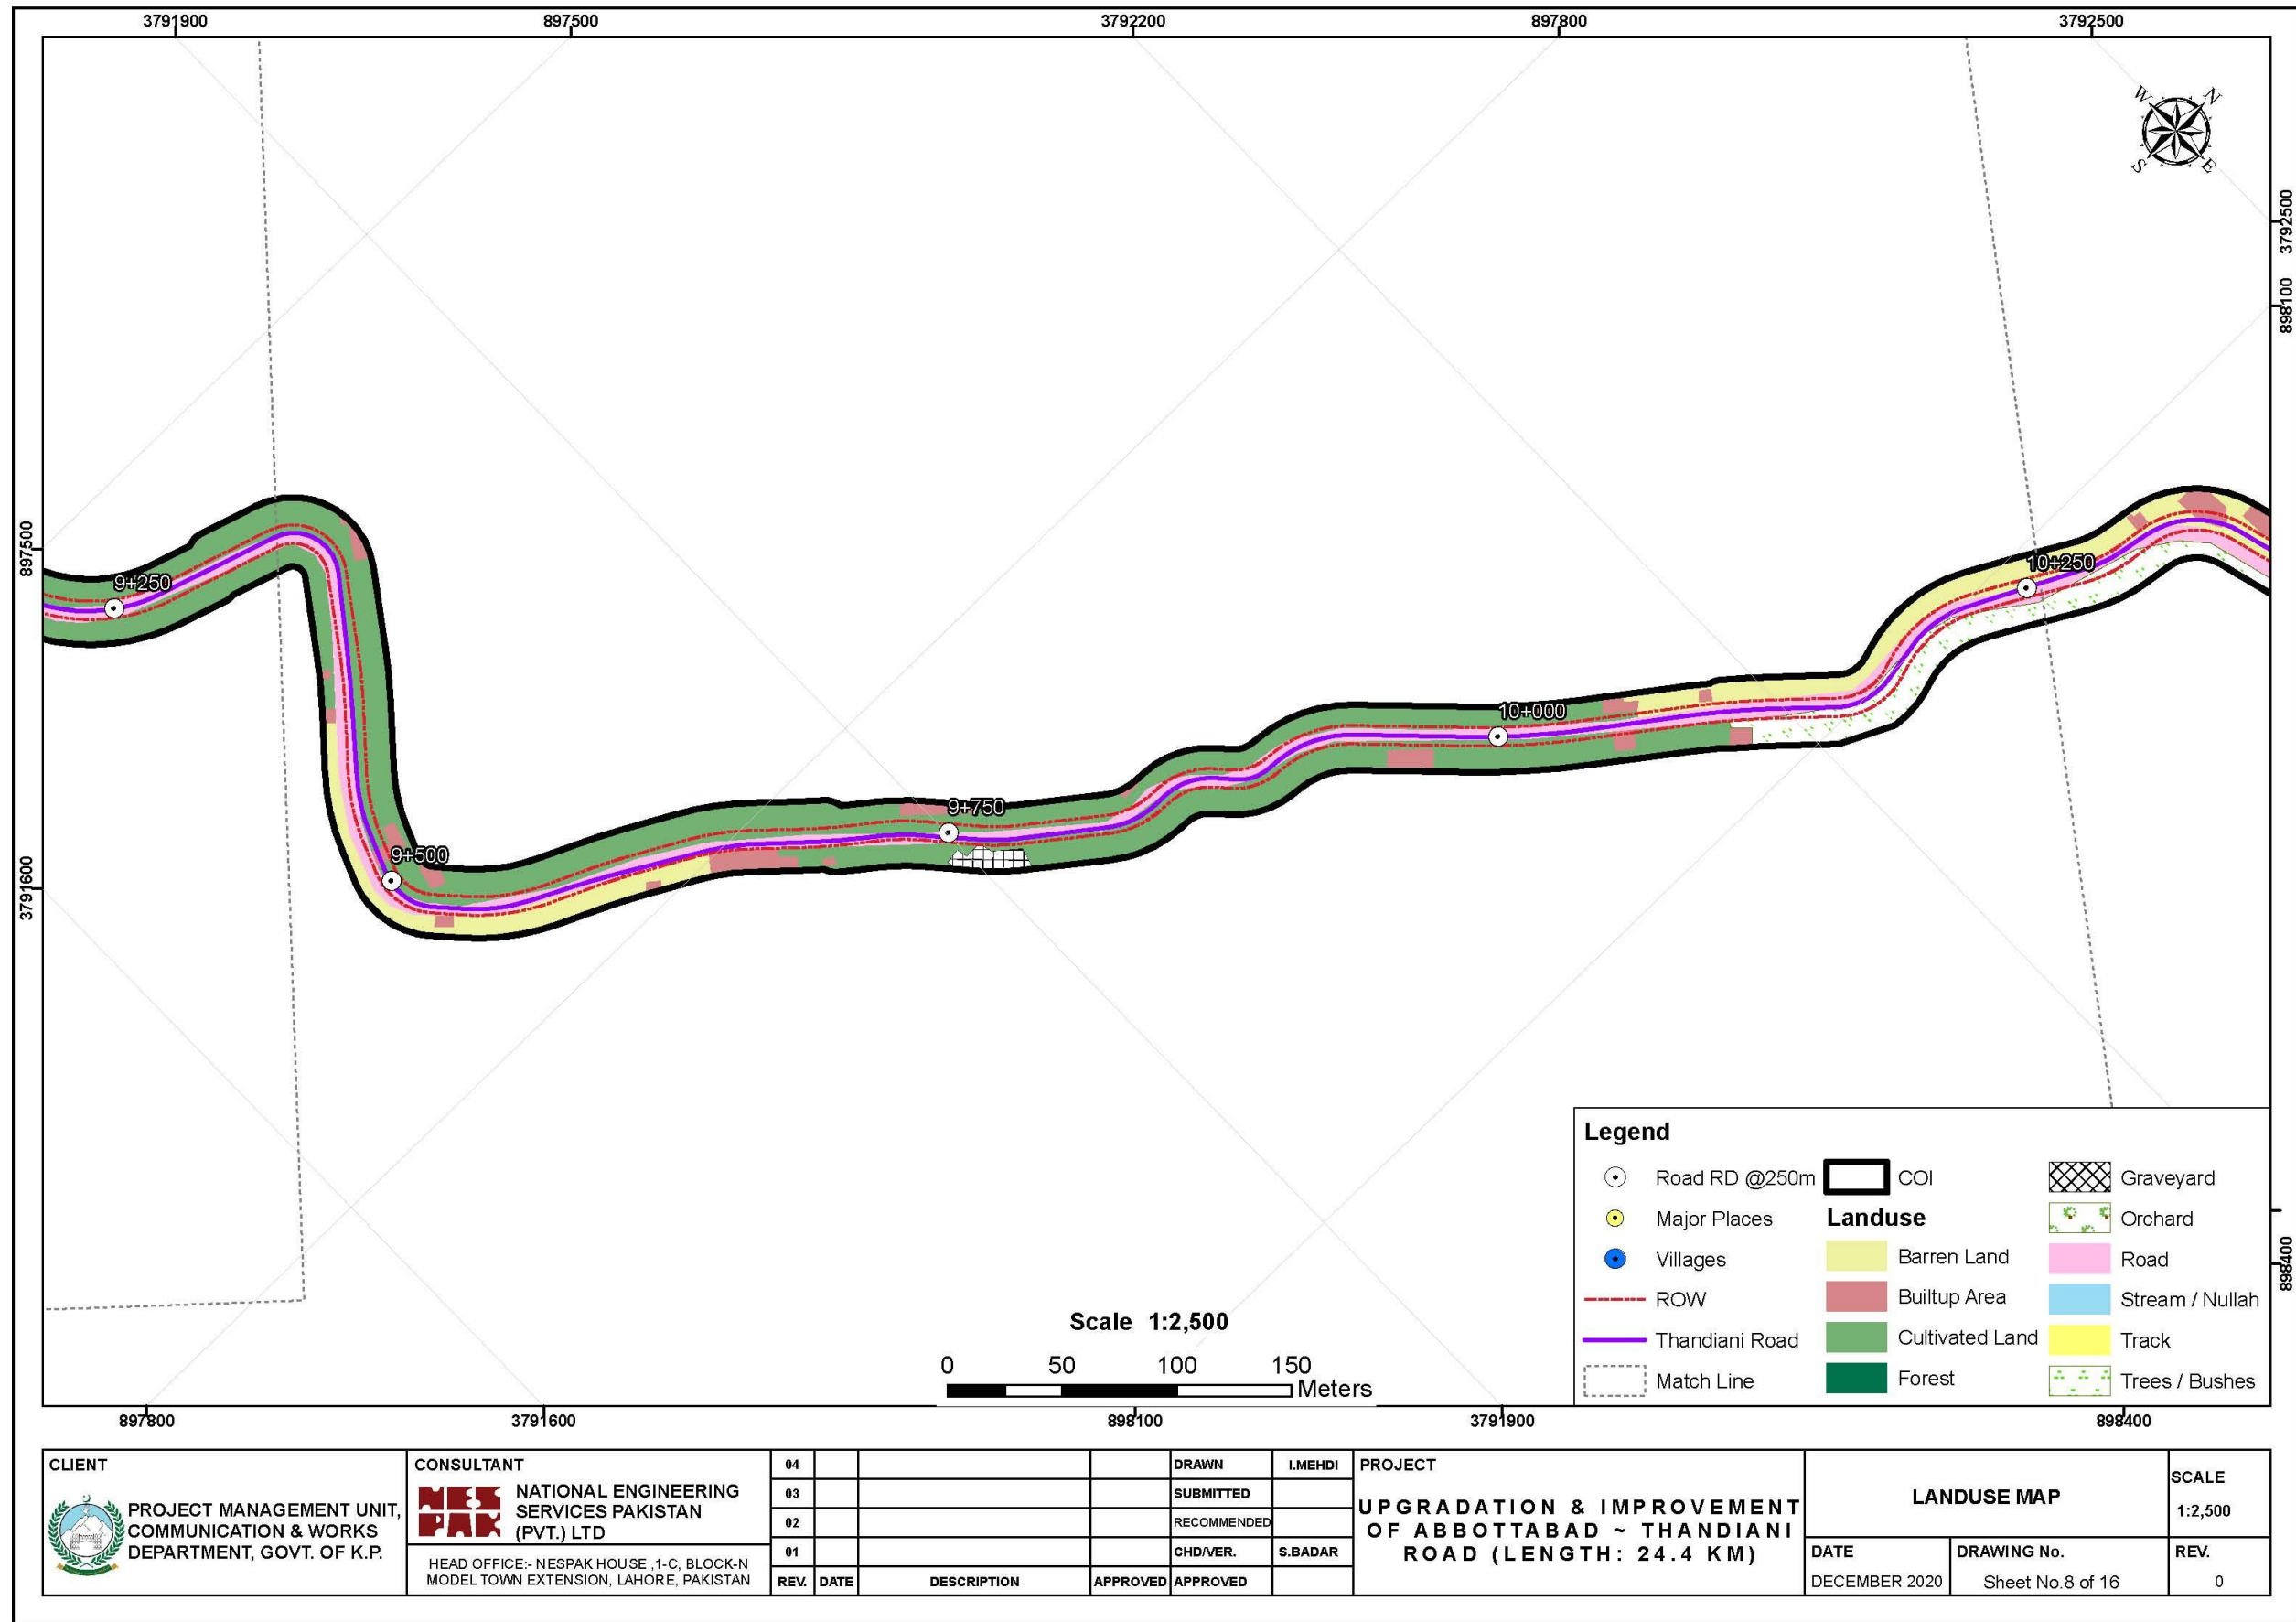 3791900 897500 3792200 897800 3792500
W N
S E
3792500
898100
897500
3791600
898400
9+250
9+500
9+750
10+000
10+250
Legend
Road RD @250m
Major Places
Villages
ROW
Thandiani Road
Match Line
COI
Landuse
Barren Land
Builtup Area
Cultivated Land
Forest
Graveyard
Orchard
Road
Stream / Nullah
Track
Trees / Bushes
Scale 1:2,500
0 50 100 150
Meters
897800 3791600 898100 3791900 898400
CLIENT
PROJECT MANAGEMENT UNIT,
COMMUNICATION & WORKS
DEPARTMENT, GOVT. OF K.P.
CONSULTANT
NES
PAK
NATIONAL ENGINEERING
SERVICES PAKISTAN
(PVT.) LTD
HEAD OFFICE:- NESPAK HOUSE ,1-C, BLOCK-N
MODEL TOWN EXTENSION, LAHORE, PAKISTAN
04 DRAWN I.MEHDI
03 SUBMITTED
02 RECOMMENDED
01 CHD/VER. S.BADAR
REV. DATE DESCRIPTION APPROVED APPROVED
PROJECT
UPGRADATION & IMPROVEMENT
OF ABBOTTABAD ~ THANDIANI
ROAD (LENGTH: 24.4 KM)
LANDUSE MAP
SCALE
1:2,500
DATE
DECEMBER 2020
DRAWING No.
Sheet No.8 of 16
REV.
0